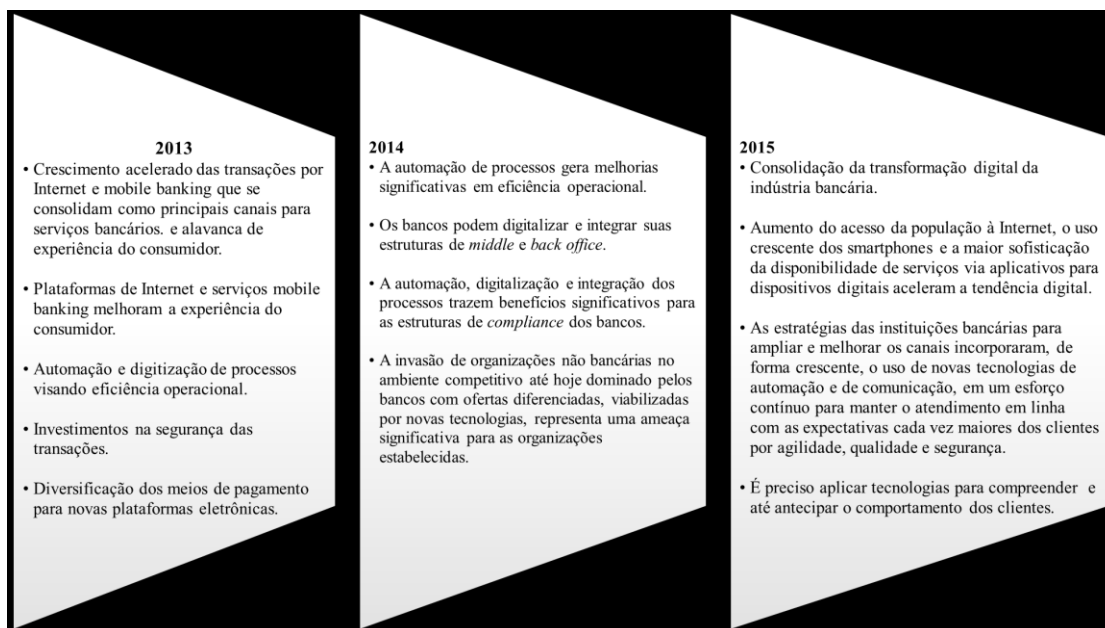 2013
• Crescimento acelerado das transações por
Internet e mobile banking que se
consolidam como principais canais para
serviços bancários. e alavanca de
experiência do consumidor.
• Plataformas de Internet e serviços mobile
banking melhoram a experiência do
consumidor.
• Automação e digitização de processos
visando eficiência operacional.
• Investimentos na segurança das
transações.
• Diversificação dos meios de pagamento
para novas plataformas eletrônicas.
2014
• A automação de processos gera melhorias
significativas em eficiência operacional.
• Os bancos podem digitalizar e integrar suas
estruturas de middle e back office.
• A automação, digitalização e integração dos
processos trazem benefícios significativos para
as estruturas de compliance dos bancos.
• A invasão de organizações não bancárias no
ambiente competitivo até hoje dominado pelos
bancos com ofertas diferenciadas, viabilizadas
por novas tecnologias, representa uma ameaça
significativa para as organizações
estabelecidas.
2015
• Consolidação da transformação digital da
indústria bancária.
• Aumento do acesso da população à Internet, o uso
crescente dos smartphones e a maior sofisticação
da disponibilidade de serviços via aplicativos para
dispositivos digitais aceleram a tendência digital.
• As estratégias das instituições bancárias para
ampliar e melhorar os canais incorporaram, de
forma crescente, o uso de novas tecnologias de
automação e de comunicação, em um esforço
contínuo para manter o atendimento em linha
com as expectativas cada vez maiores dos clientes
por agilidade, qualidade e segurança.
• É preciso aplicar tecnologias para compreender e
até antecipar o comportamento dos clientes.